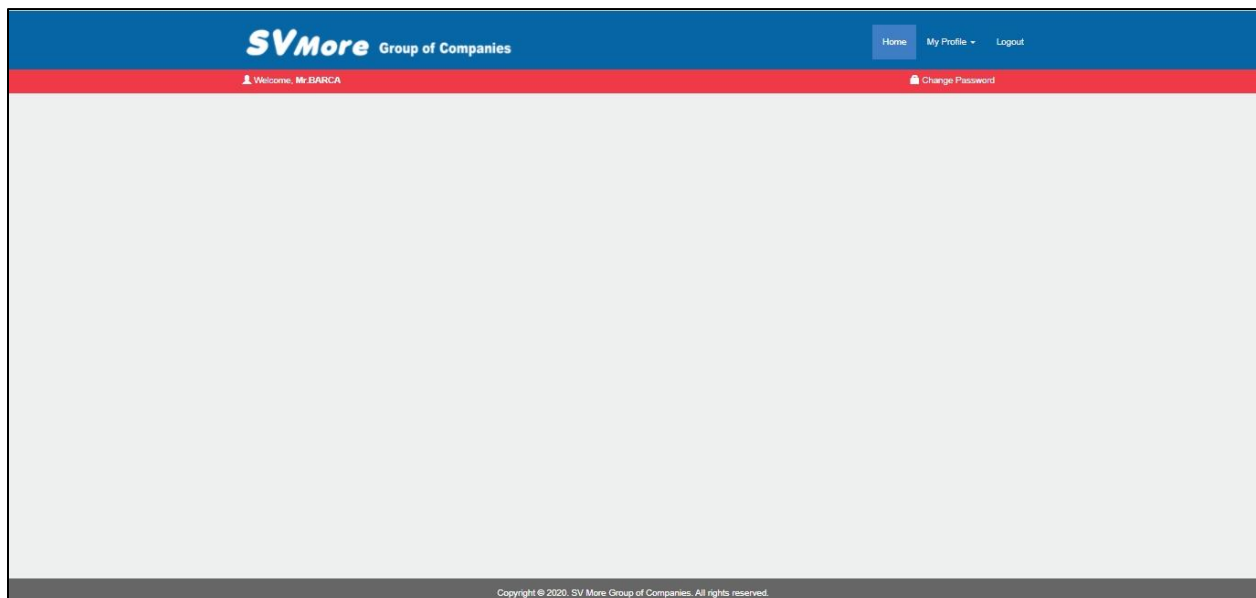 SVMore Group of Companies
Home My Profile Logout
Welcome, Mr.BARCA
Change Password
Copyright © 2020. SV More Group of Companies. All rights reserved.